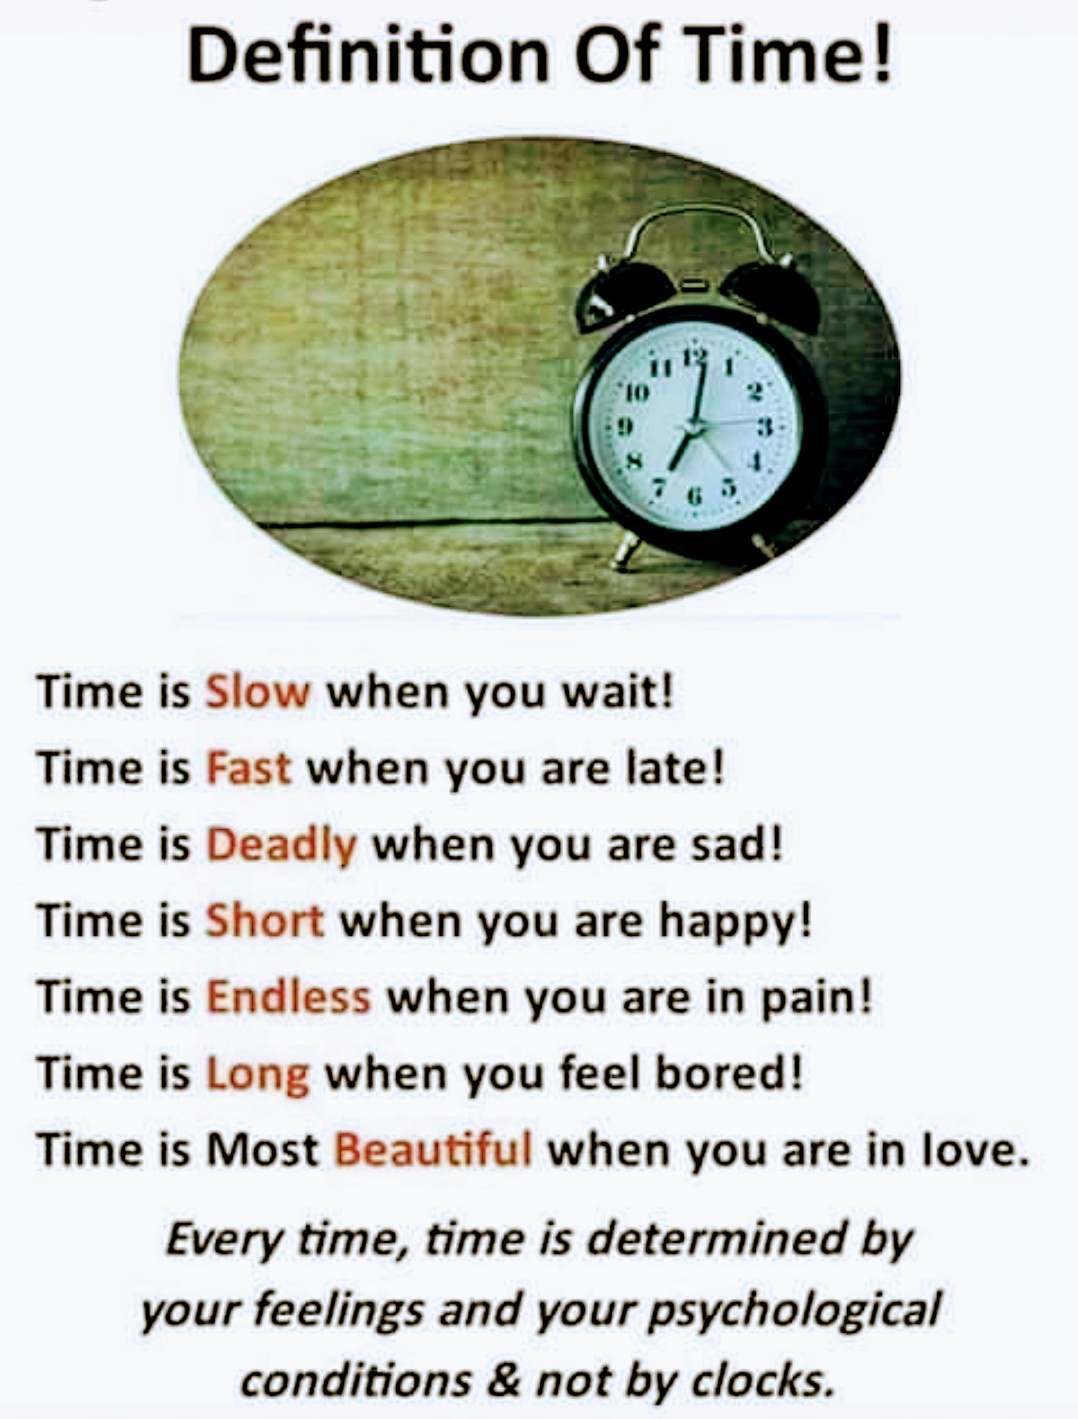 Definition Of Time!
11 12 1
10 2
9 3
8 4
7 6 5
Time is Slow when you wait!
Time is Fast when you are late!
Time is Deadly when you are sad!
Time is Short when you are happy!
Time is Endless when you are in pain!
Time is Long when you feel bored!
Time is Most Beautiful when you are in love.
Every time, time is determined by
your feelings and your psychological
conditions & not by clocks.